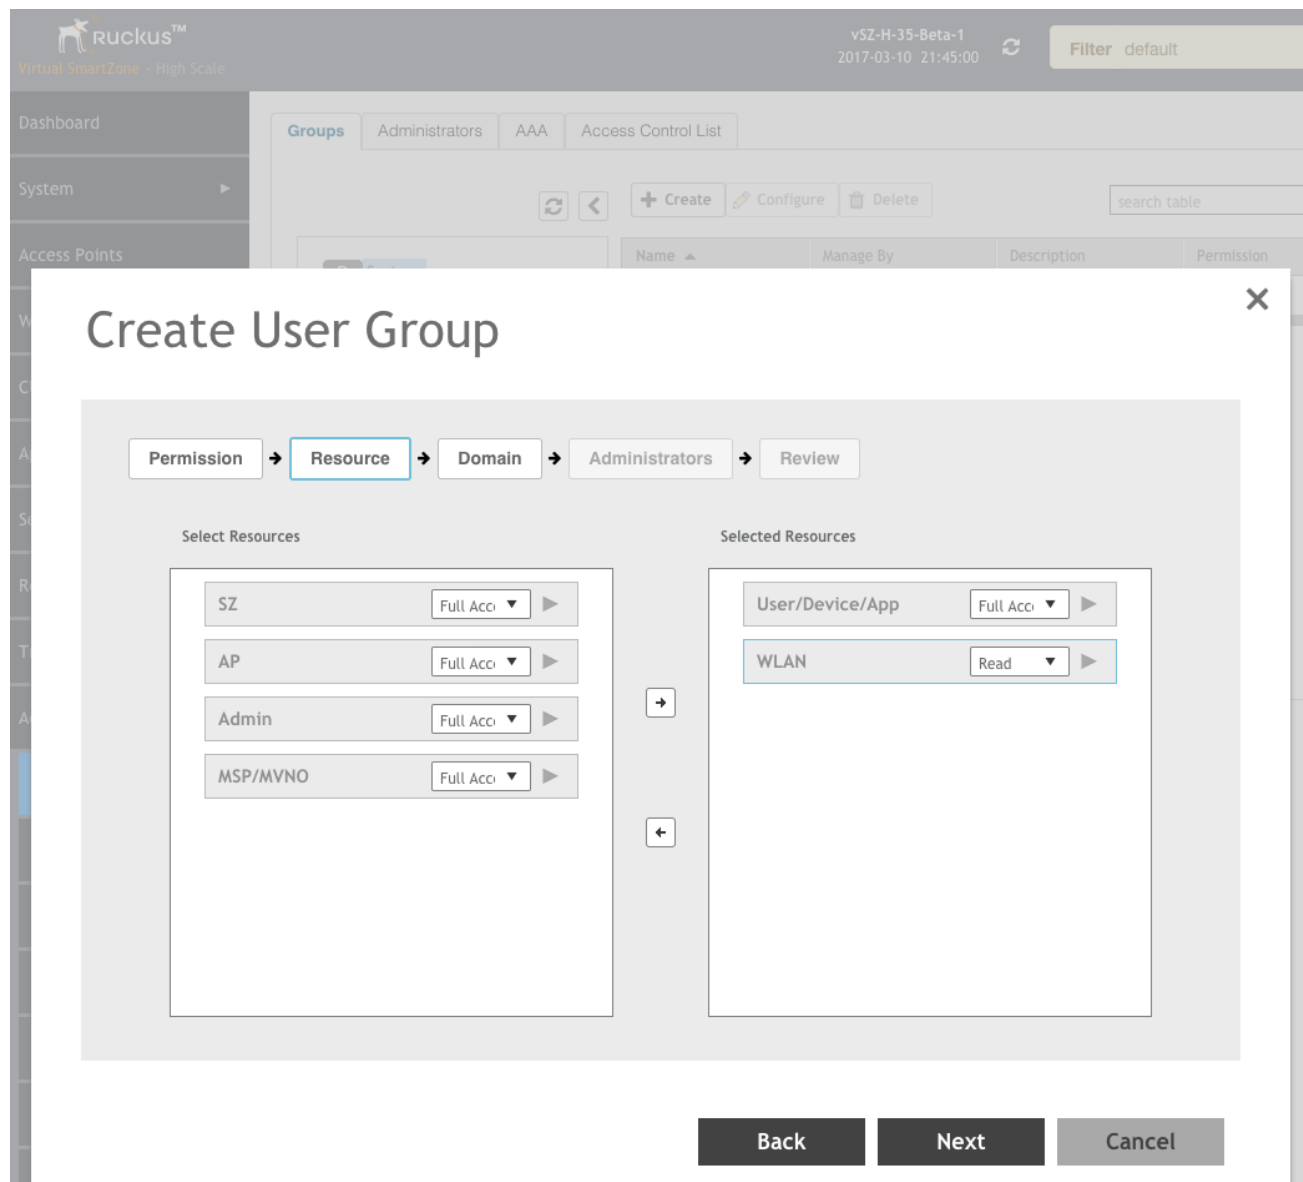 Ruckus™
Virtual SmartZone - High Scale
vSZ-H-35-Beta-1
2017-03-10 21:45:00
Filter default
Dashboard
System
Access Points
Groups Administrators AAA Access Control List
Create Configure Delete
search table
Name Manage By Description Permission
Create User Group
Permission Resource Domain Administrators Review
Select Resources
Selected Resources
SZ Full Acc
AP Full Acc
Admin Full Acc
MSP/MVNO Full Acc
User/Device/App Full Acc
WLAN Read
Back Next Cancel